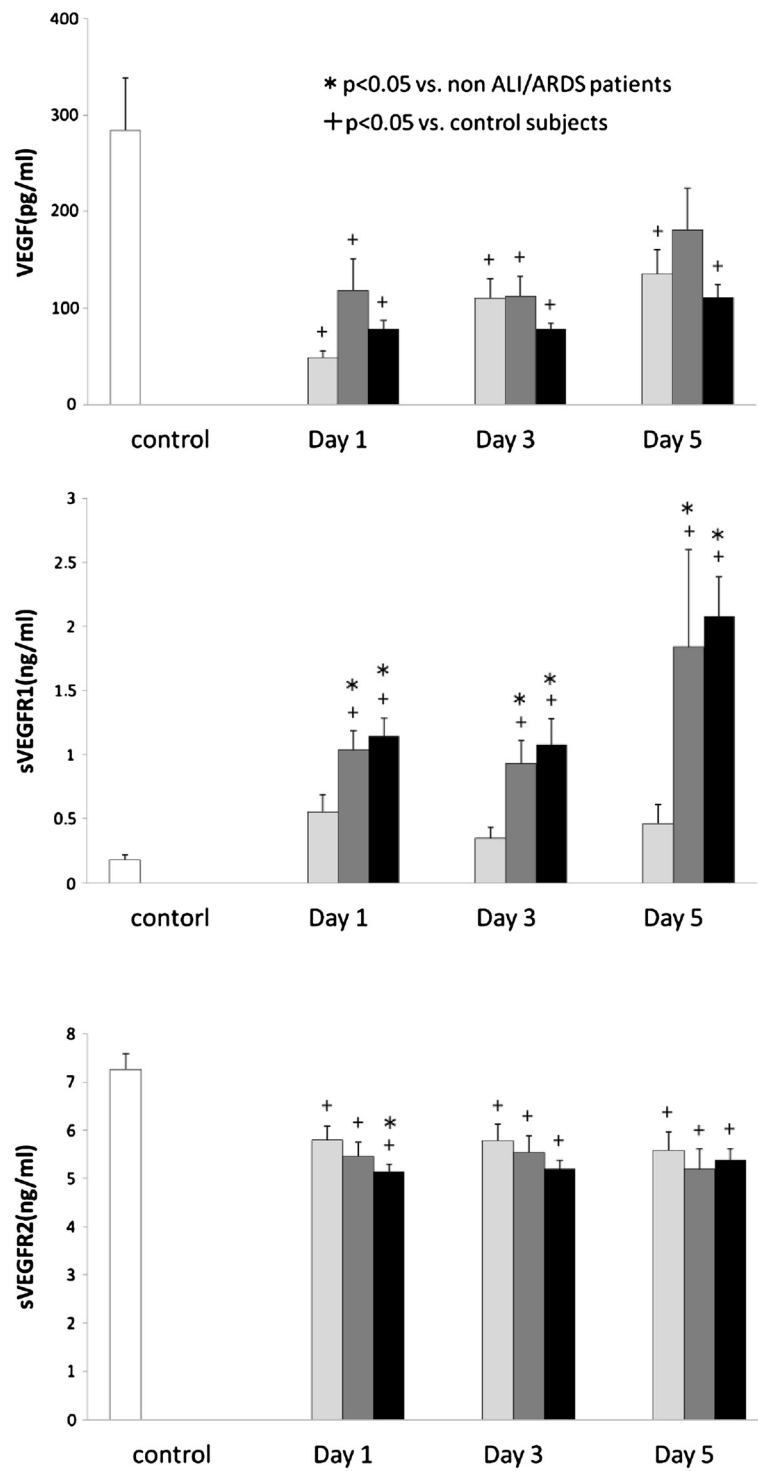 400
* p<0.05 vs. non ALI/ARDS patients
300
+p<0.05 vs. control subjects
VEGF(pg/ml)
200
+ + + + + + + +
100
0
control Day 1 Day 3 Day 5
3
* *
2.5
+ +
sVEGFR1(ng/ml)
2
1.5
* * * *
+ + + +
1
0.5
0
contorl Day 1 Day 3 Day 5
8
7
sVEGFR2(ng/ml)
6
+ + * + + + + + +
+
5
4
3
2
1
0
control Day 1 Day 3 Day 5